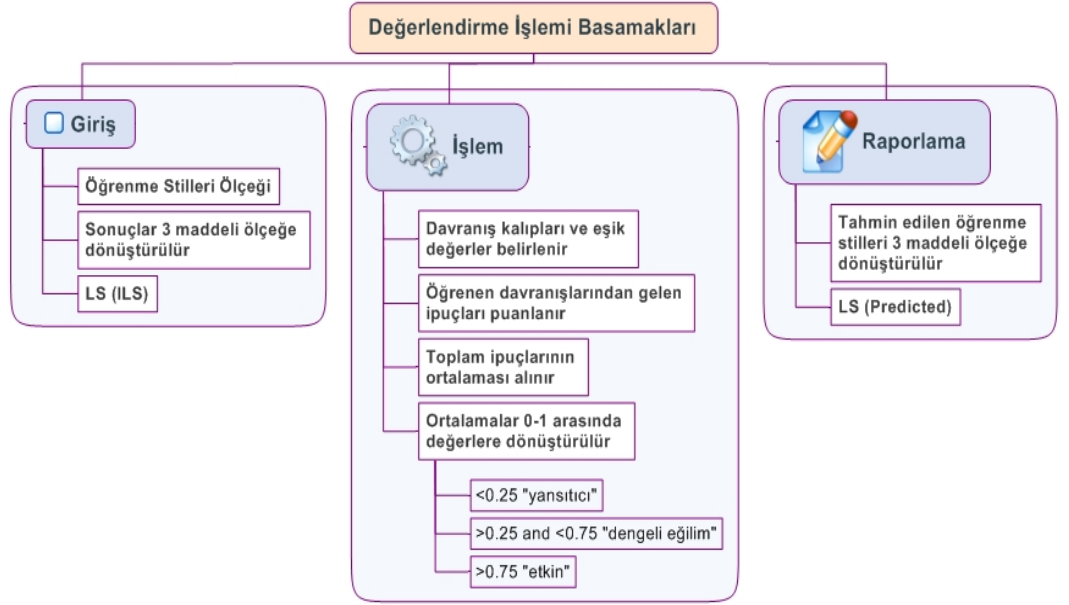 Değerlendirme İşlemi Basamakları
Giriş
Öğrenme Stilleri Ölçeği
Sonuçlar 3 maddeli ölçeğe
dönüştürülür
LS (ILS)
İşlem
Davranış kalıpları ve eşik
değerler belirlenir
Öğrenen davranışlarından gelen
ipuçları puanlanır
Toplam ipuçlarının
ortalaması alınır
Ortalamalar 0-1 arasında
değerlere dönüştürülür
<0.25 "yansıtıcı"
>0.25 and <0.75 "dengeli eğilim"
>0.75 "etkin"
Raporlama
Tahmin edilen öğrenme
stilleri 3 maddeli ölçeğe
dönüştürülür
LS (Predicted)